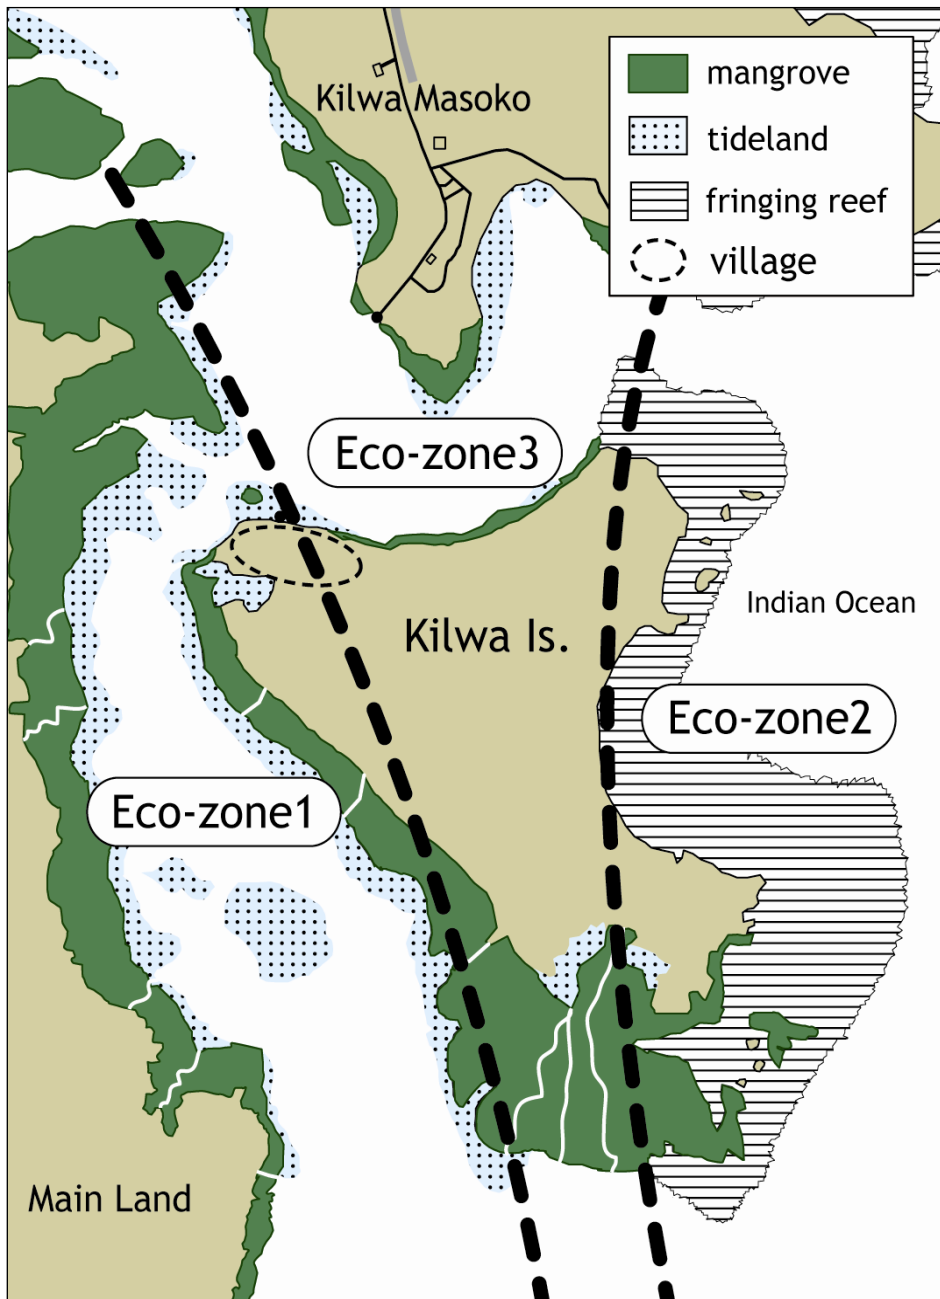 Kilwa Masoko
mangrove
tideland
fringing reef
village
Eco-zone3
Indian Ocean
Kilwa Is.
Eco-zone2
Eco-zone1
Main Land